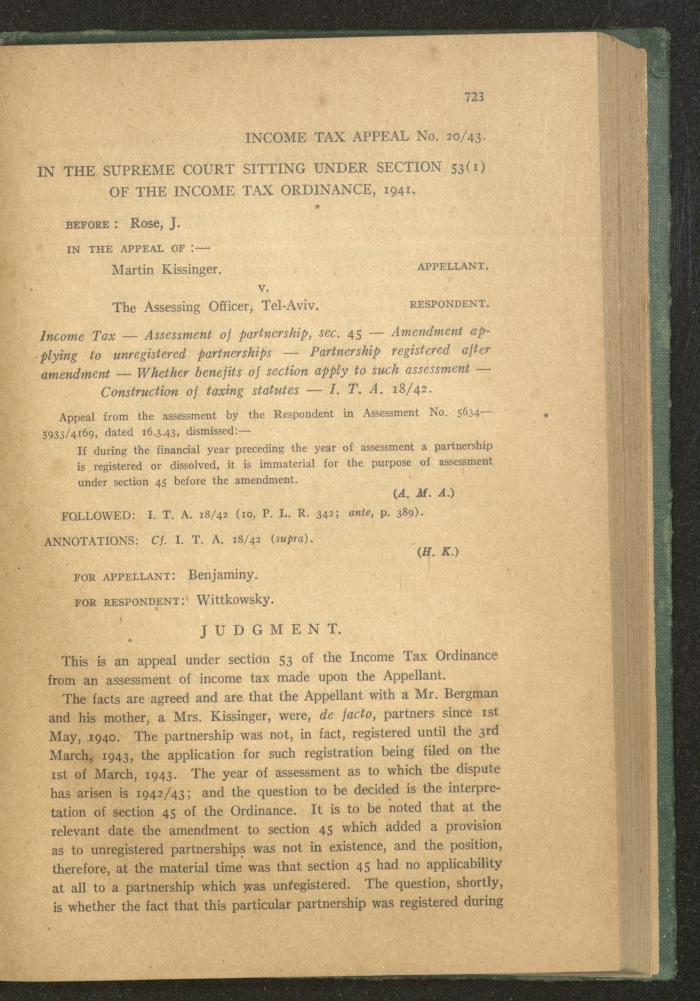 723
INCOME TAX APPEAL No. 20/43.
IN THE SUPREME COURT SITTING UNDER SECTION 53(1)
OF THE INCOME TAX ORDINANCE, 1941.
BEFORE : Rose, J.
IN THE APPEAL OF :—
Martin Kissinger. APPELLANT.
v.
The Assessing Officer, Tel-Aviv. RESPONDENT.
Income Tax — Assessment of partnership, sec. 45 — Amendment ap-
plying to unregistered partnerships — Partnership registered after
amendment — Whether benefits of section apply to such assessment —
Construction of taxing statutes — I. T. A. 18/42.
Appeal from the assessment by the Respondent in Assessment No. 5634—
5933/4169, dated 16.3.43, dismissed:—
If during the financial year preceding the year of assessment a partnership
is registered or dissolved, it is immaterial for the purpose of assessment
under section 45 before the amendment.
(A. M. A.)
FOLLOWED: I. T. A. 18/42 (10, P. L. R. 342; ante, p. 389).
ANNOTATIONS: Cf. I. T. A. 18/42 (supra).
(H. K.)
FOR APPELLANT: Benjaminy.
FOR RESPONDENT: Wittkowsky.
JUDGMENT.
This is an appeal under section 53 of the Income Tax Ordinance
from an assessment of income tax made upon the Appellant.
The facts are agreed and are that the Appellant with a Mr. Bergman
and his mother, a Mrs. Kissinger, were, de facto, partners since 1st
May, 1940. The partnership was not, in fact, registered until the 3rd
March, 1943, the application for such registration being filed on the
1st of March, 1943. The year of assessment as to which the dispute
has arisen is 1942/43; and the question to be decided is the interpre-
tation of section 45 of the Ordinance. It is to be noted that at the
relevant date the amendment to section 45 which added a provision
as to unregistered partnerships was not in existence, and the position,
therefore, at the material time was that section 45 had no applicability
at all to a partnership which was unregistered. The question, shortly,
is whether the fact that this particular partnership was registered during